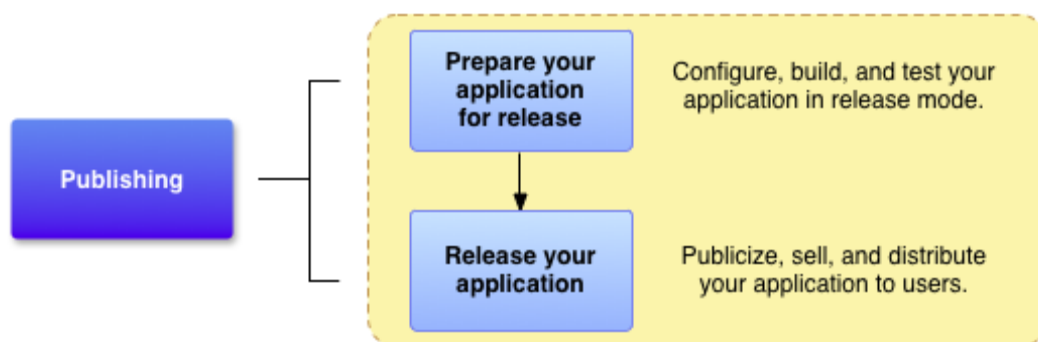 Publishing
Prepare your
application
for release
Configure, build, and test your
application in release mode.
Release your
application
Publicize, sell, and distribute
your application to users.